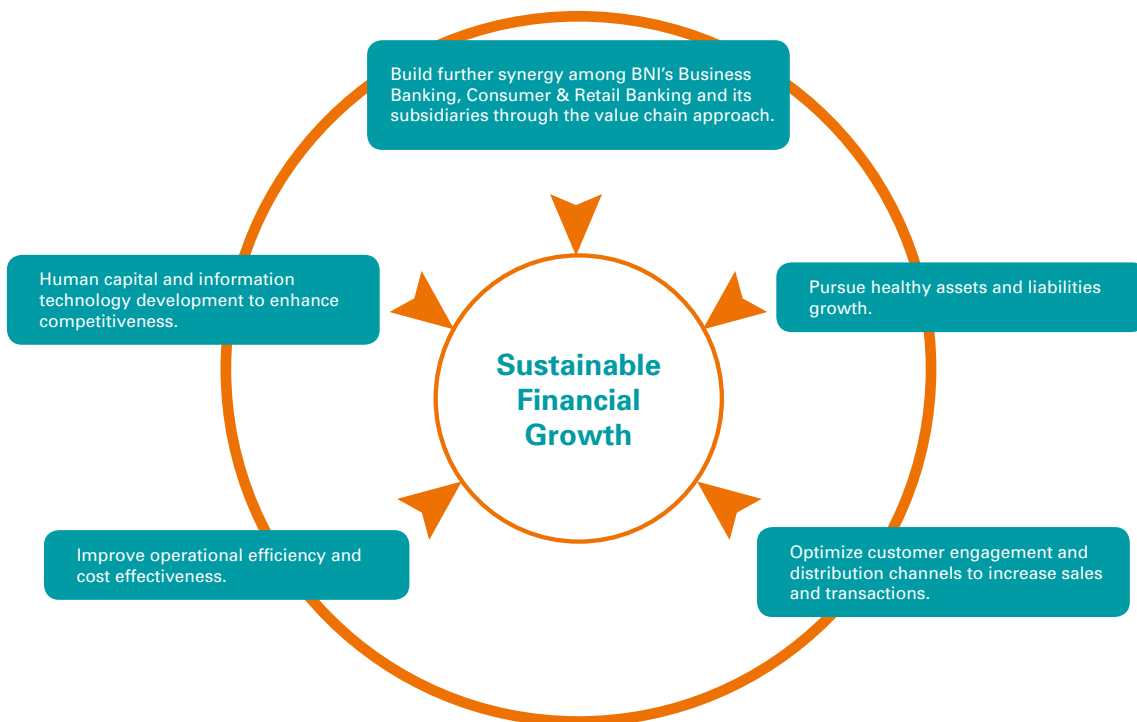 Build further synergy among BNI's Business
Banking, Consumer & Retail Banking and its
subsidiaries through the value chain approach.
Human capital and information
technology development to enhance
competitiveness.
Pursue healthy assets and liabilities
growth.
Sustainable
Financial
Growth
Improve operational efficiency and
cost effectiveness.
Optimize customer engagement and
distribution channels to increase sales
and transactions.